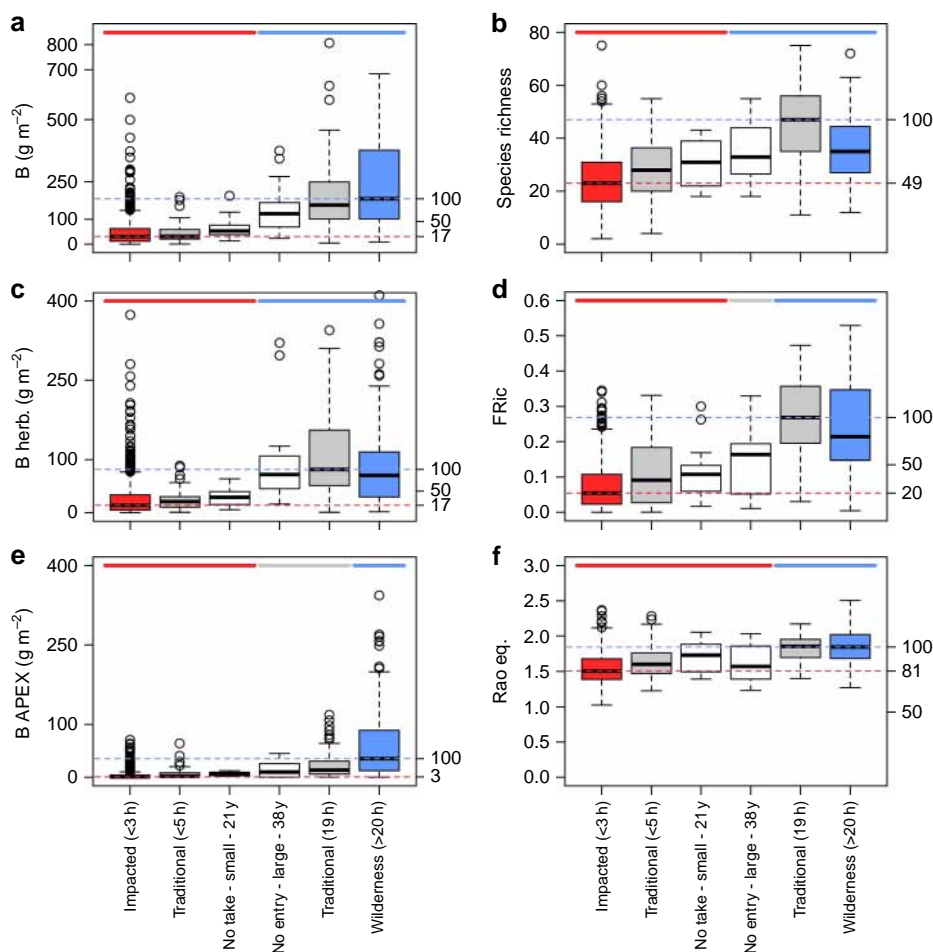 a
800
700
500
250
100
0
B (g m⁻²)
100
50
17
b
80
60
40
20
0
Species richness
100
49
c
400
250
100
0
B herb. (g m⁻²)
100
50
17
d
0.6
0.5
0.4
0.3
0.2
0.1
0.0
FRic
100
50
20
e
400
250
100
0
B APEX (g m⁻²)
100
3
f
3.0
2.5
2.0
1.5
1.0
0.5
0.0
Rao eq.
100
81
50
Impacted (<3 h)
Traditional (<5 h)
No take - small - 21 y
No entry - large - 38 y
Traditional (19 h)
Wilderness (>20 h)
Impacted (<3 h)
Traditional (<5 h)
No take - small - 21 y
No entry - large - 38 y
Traditional (19 h)
Wilderness (>20 h)